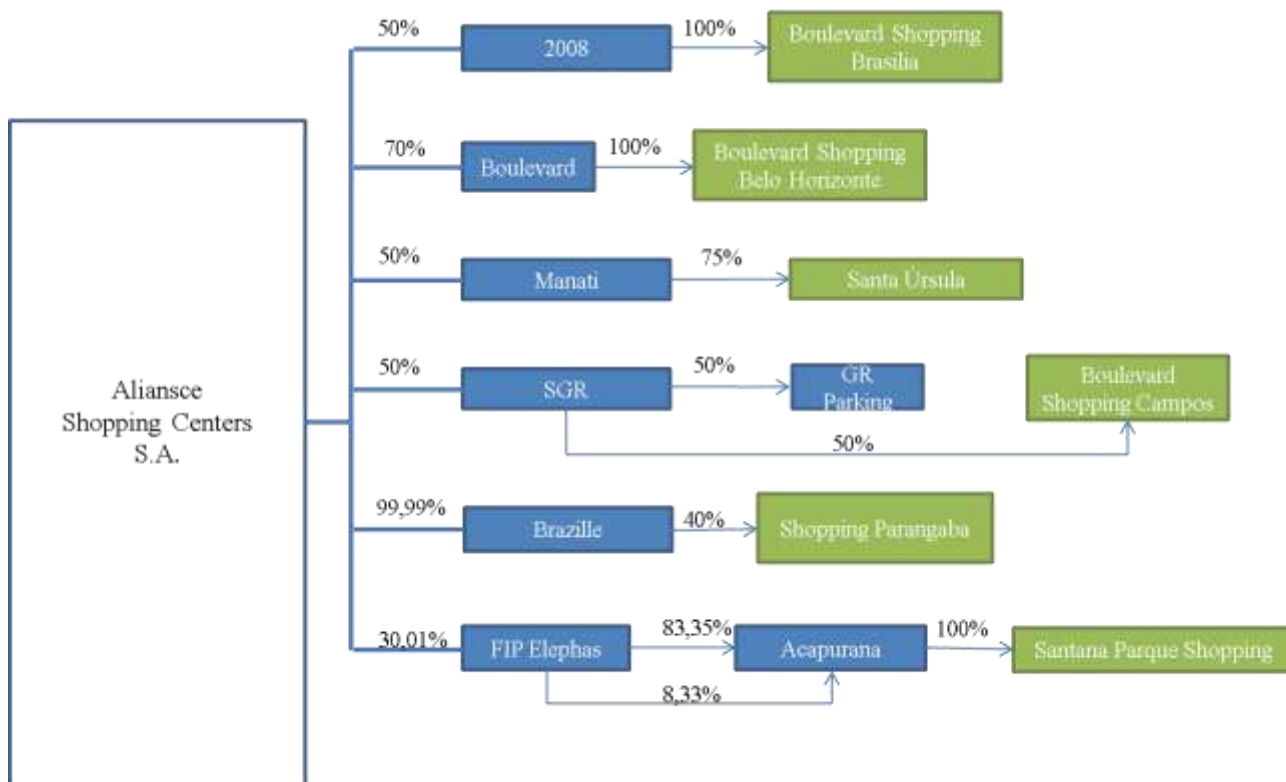 50%
2008
100%
Boulevard Shopping
Brasilia
70%
Boulevard
100%
Boulevard Shopping
Belo Horizonte
50%
Manati
75%
Santa Úrsula
Aliansce
Shopping Centers
S.A.
50%
SGR
50%
GR
Parking
Boulevard
Shopping Campos
50%
99,99%
Brazille
40%
Shopping Parangaba
30,01%
FIP Elephas
83,35%
Acapurana
100%
Santana Parque Shopping
8,33%